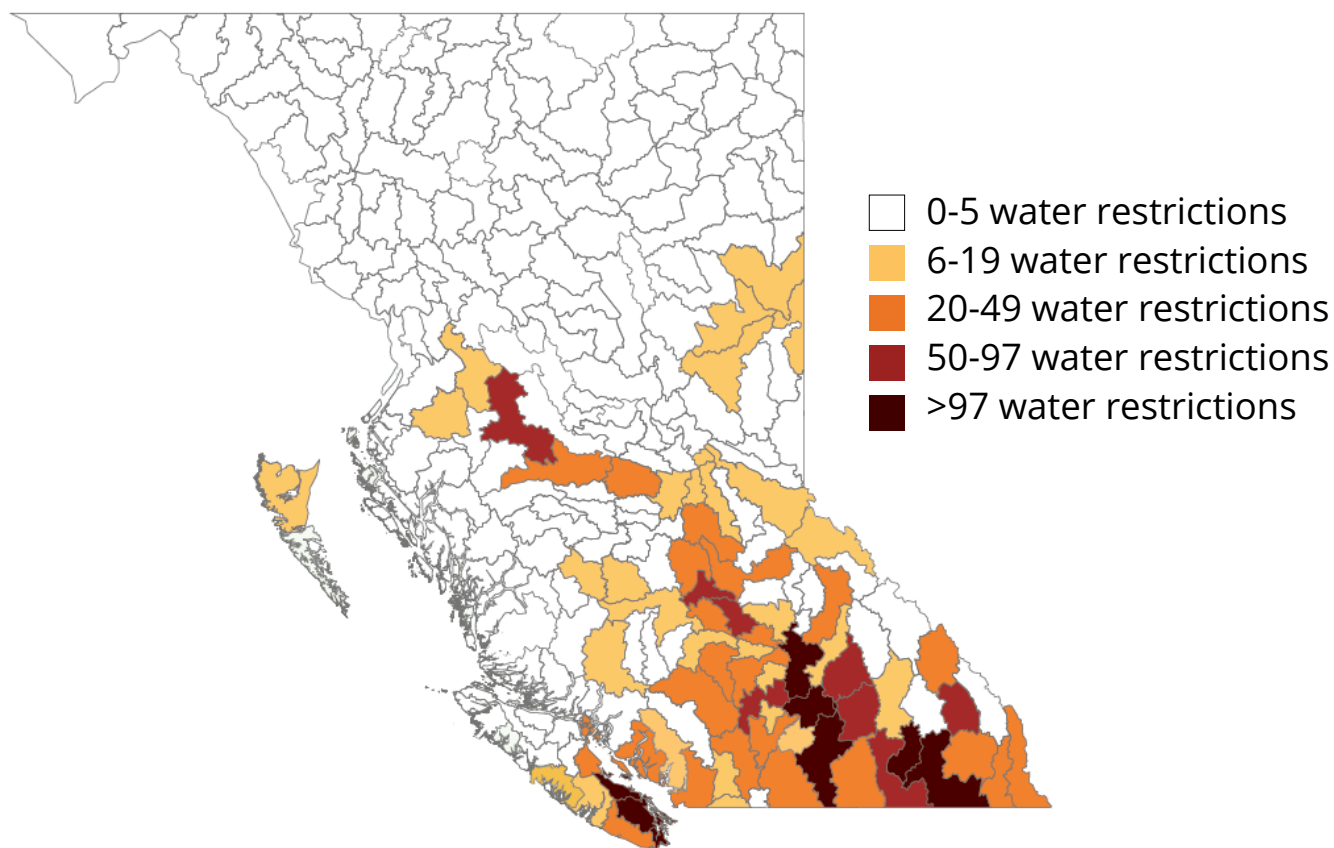 0-5 water restrictions
6-19 water restrictions
20-49 water restrictions
50-97 water restrictions
>97 water restrictions